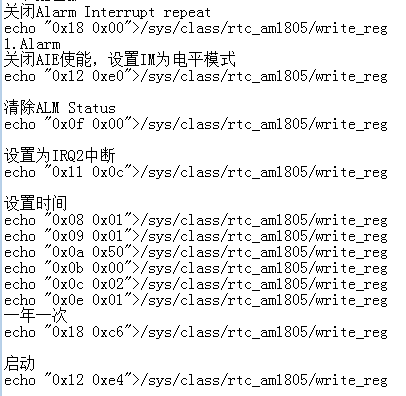 关闭Alarm Interrupt repeat
echo "0x18 0x00">/sys/class/rtc_am1805/write_reg
1.Alarm
关闭AIE使能，设置IM为电平模式
echo "0x12 0xe0">/sys/class/rtc_am1805/write_reg
清除ALM Status
echo "0x0f 0x00">/sys/class/rtc_am1805/write_reg
设置为IRQ2中断
echo "0x11 0x0c">/sys/class/rtc_am1805/write_reg
设置时间
echo "0x08 0x01">/sys/class/rtc_am1805/write_reg
echo "0x09 0x01">/sys/class/rtc_am1805/write_reg
echo "0x0a 0x50">/sys/class/rtc_am1805/write_reg
echo "0x0b 0x00">/sys/class/rtc_am1805/write_reg
echo "0x0c 0x02">/sys/class/rtc_am1805/write_reg
echo "0x0e 0x01">/sys/class/rtc_am1805/write_reg
一年一次
echo "0x18 0xc6">/sys/class/rtc_am1805/write_reg
启动
echo "0x12 0xe4">/sys/class/rtc_am1805/write_reg